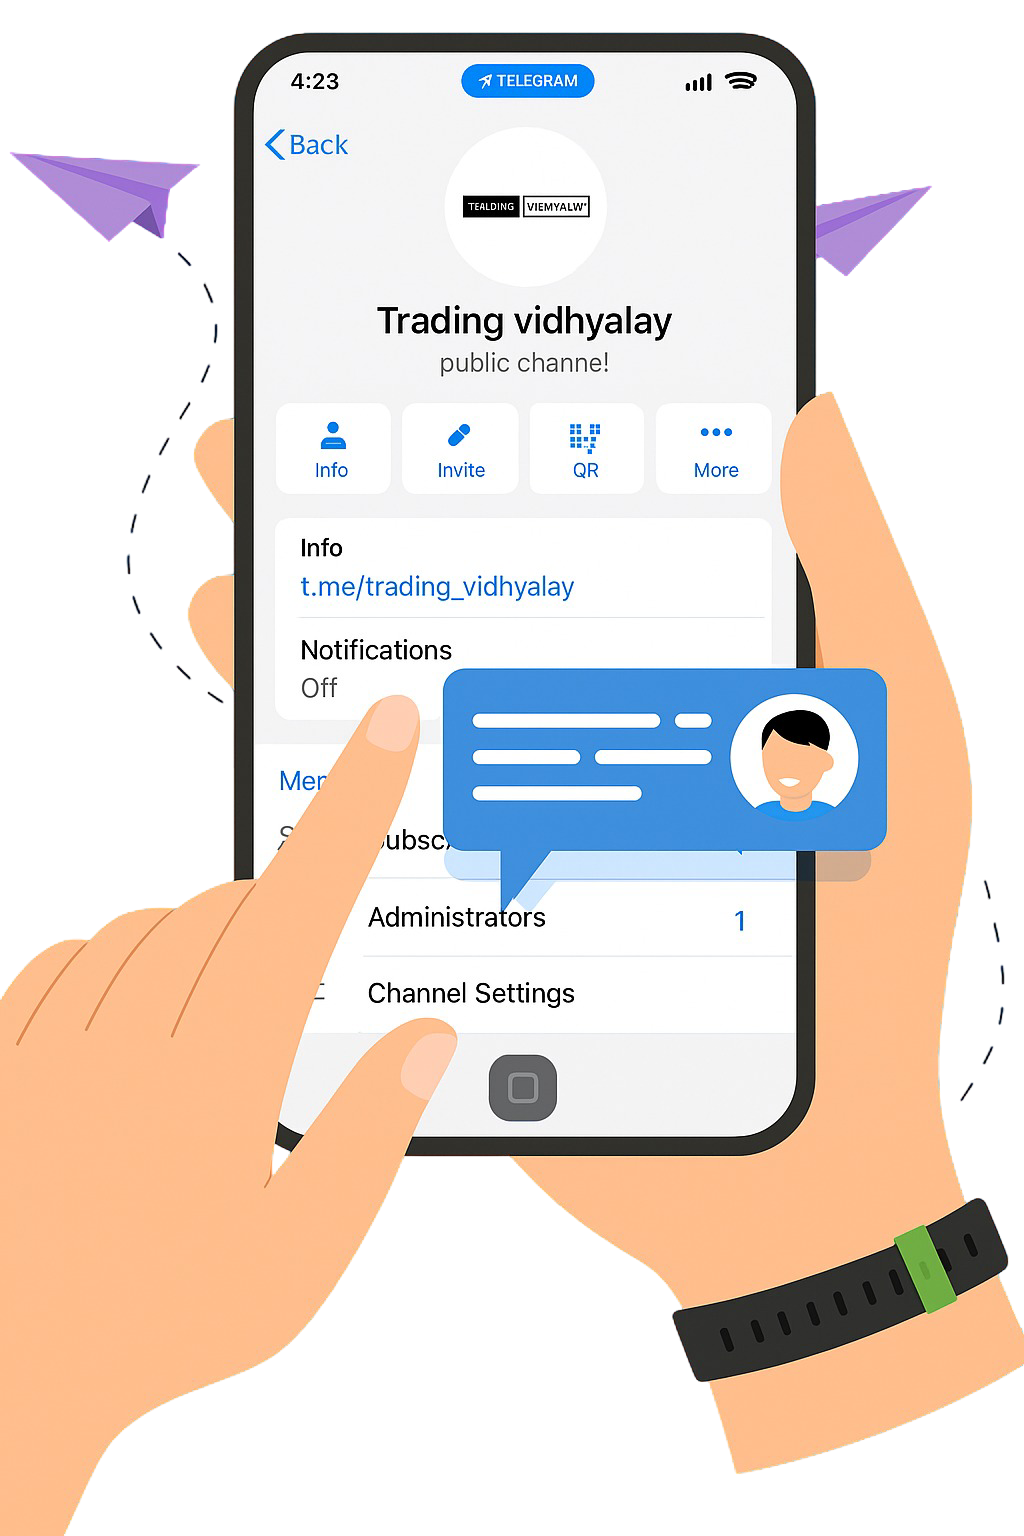 4:23 TELEGRAM
Back
TEALDING VIEMYALW'
Trading vidhyalay
public channe!
Info Invite QR More
Info
t.me/trading_vidhyalay
Notifications
Off
Administrators 1
Channel Settings